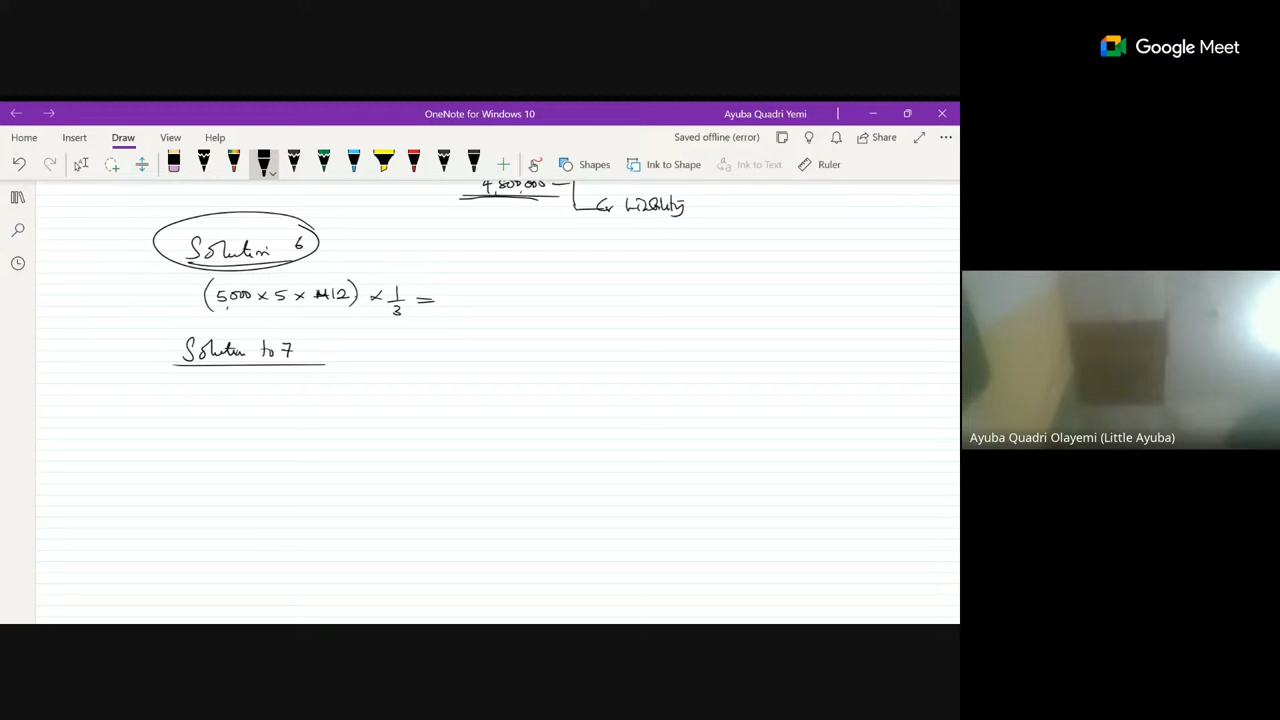 Google Meet
OneNote for Windows 10
Ayuba Quadri Yemi
Home Insert Draw View Help
Saved offline (error)
Share
Shapes
Ink to Shape
Ink to Text
Ruler
4,800,000
Cr Liability
Solution 6
(5,000 × 5 × ₦12) × 1/3 =
Solution to 7
Ayuba Quadri Olayemi (Little Ayuba)